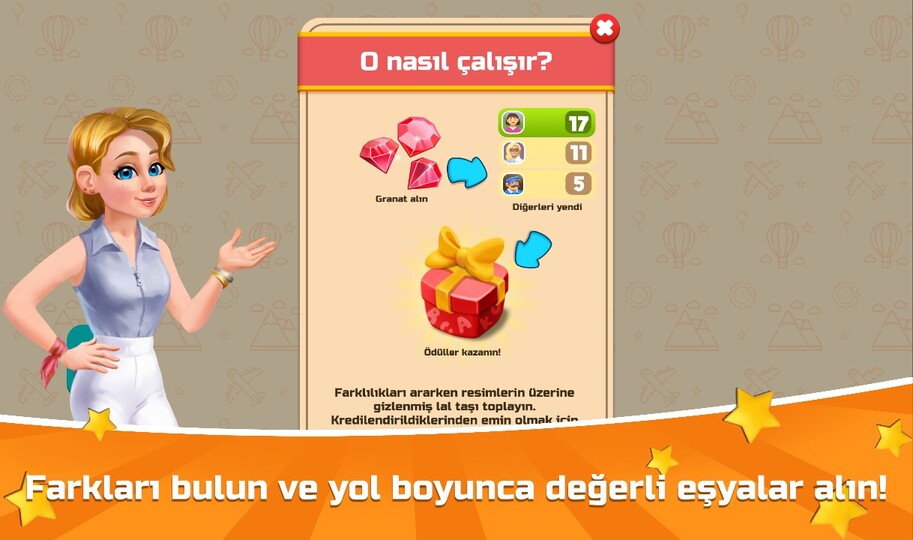 O nasıl çalışır?
17
11
5
Granat alın
Diğerleri yendi
Ödüller kazanın!
Farklılıkları ararken resimlerin üzerine
gizlenmiş lal taşı toplayın.
Kredilendirildiklerinden emin olmak için
Farkları bulun ve yol boyunca değerli eşyalar alın!